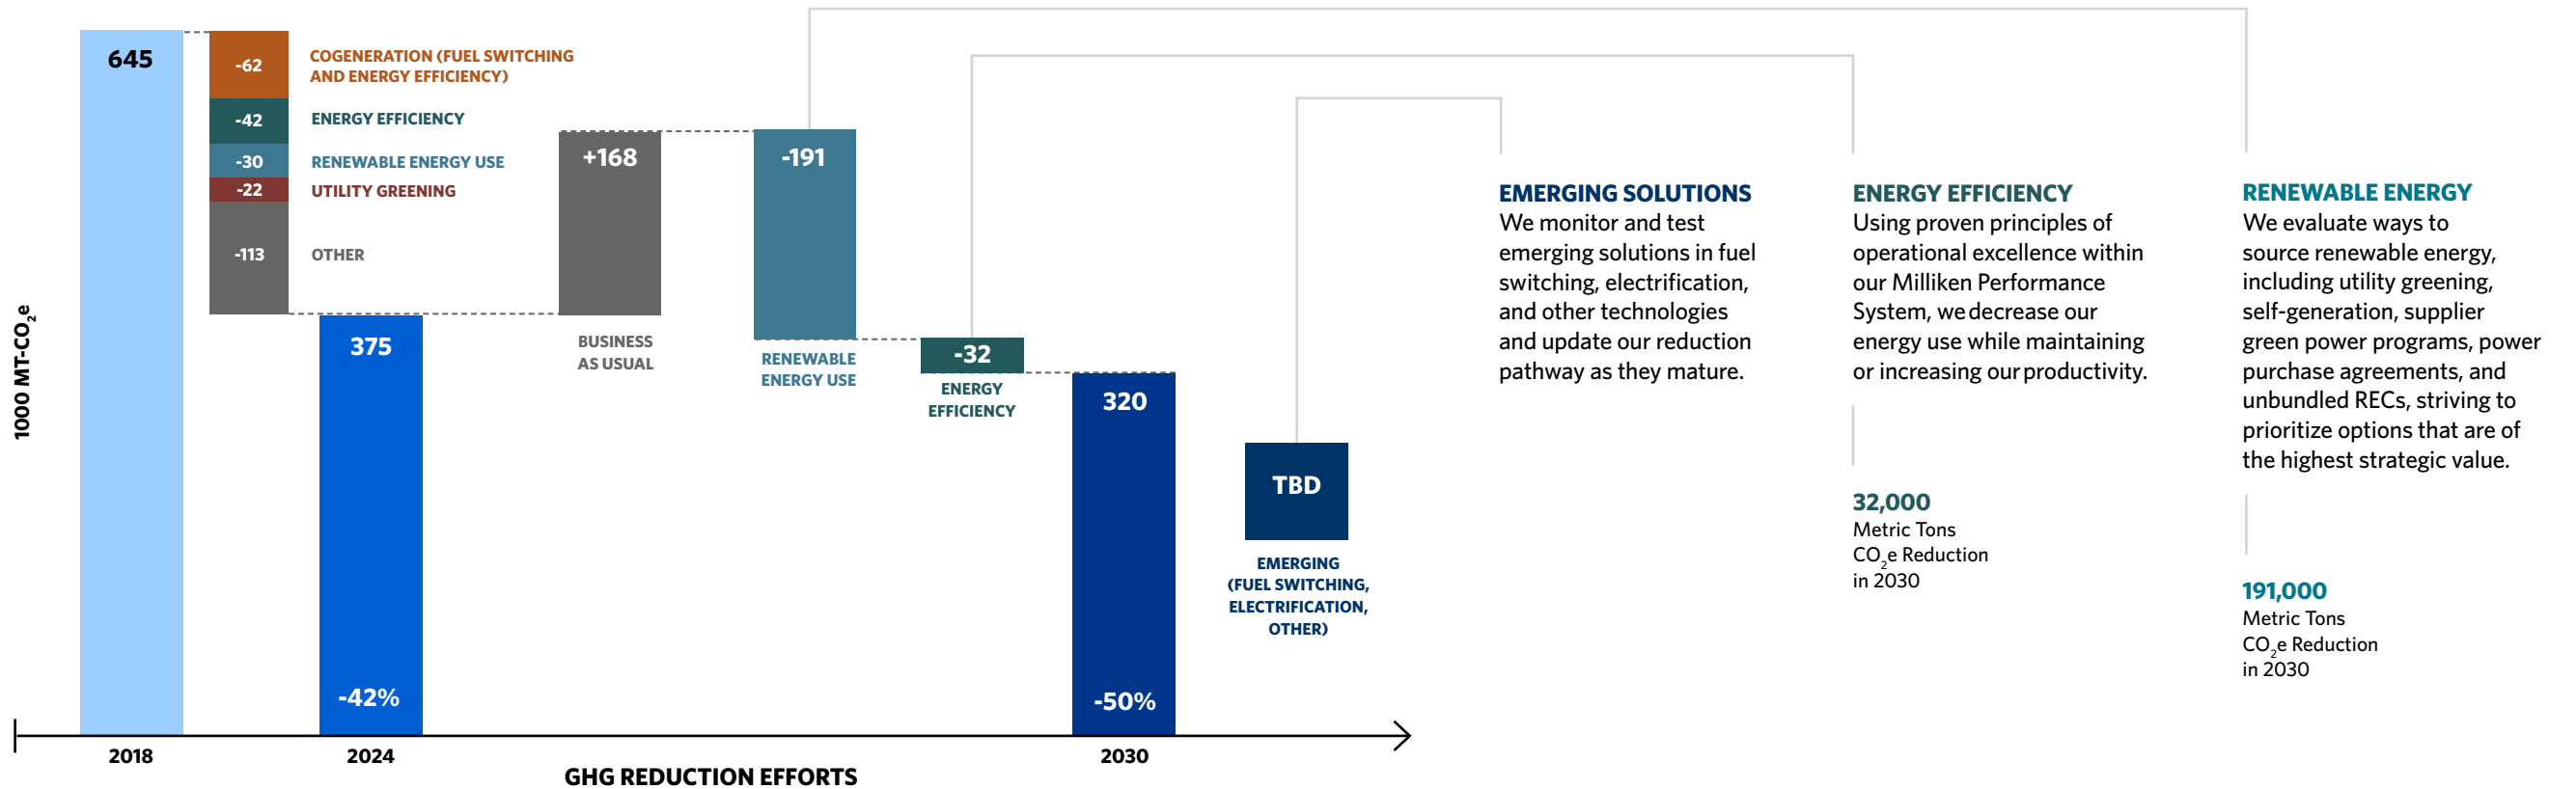 645
-62
COGENERATION (FUEL SWITCHING
AND ENERGY EFFICIENCY)
-42
ENERGY EFFICIENCY
-30
RENEWABLE ENERGY USE
-22
UTILITY GREENING
-113
OTHER
375
-42%
+168
BUSINESS
AS USUAL
-191
RENEWABLE
ENERGY USE
-32
ENERGY
EFFICIENCY
320
-50%
TBD
EMERGING
(FUEL SWITCHING,
ELECTRIFICATION,
OTHER)
1000 MT-CO₂e
2018
2024
2030
GHG REDUCTION EFFORTS
EMERGING SOLUTIONS
We monitor and test
emerging solutions in fuel
switching, electrification,
and other technologies
and update our reduction
pathway as they mature.
ENERGY EFFICIENCY
Using proven principles of
operational excellence within
our Milliken Performance
System, we decrease our
energy use while maintaining
or increasing our productivity.
32,000
Metric Tons
CO₂e Reduction
in 2030
RENEWABLE ENERGY
We evaluate ways to
source renewable energy,
including utility greening,
self-generation, supplier
green power programs, power
purchase agreements, and
unbundled RECs, striving to
prioritize options that are of
the highest strategic value.
191,000
Metric Tons
CO₂e Reduction
in 2030